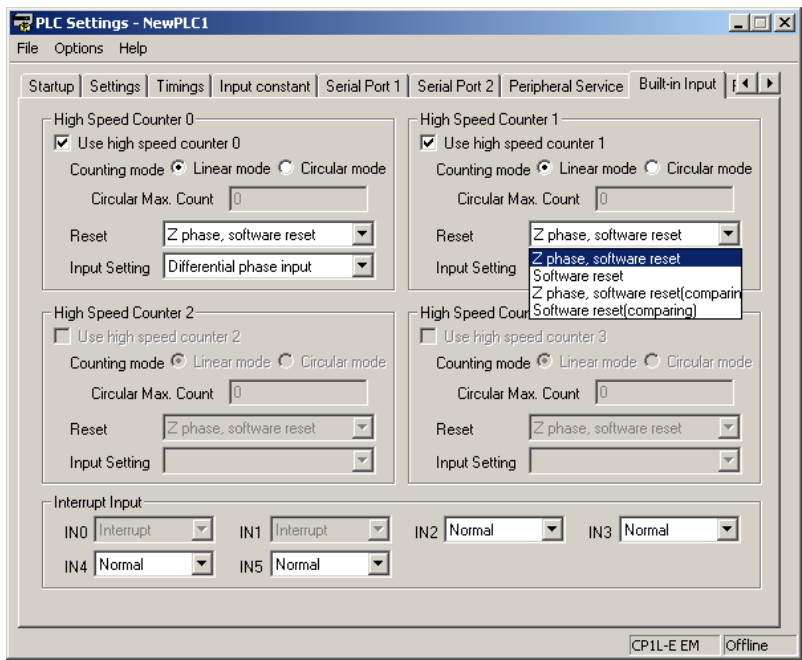 PLC Settings - NewPLC1
File Options Help
Startup Settings Timings Input constant Serial Port 1 Serial Port 2 Peripheral Service Built-in Input
High Speed Counter 0
Use high speed counter 0
Counting mode Linear mode Circular mode
Circular Max. Count 0
Reset Z phase, software reset
Input Setting Differential phase input
High Speed Counter 1
Use high speed counter 1
Counting mode Linear mode Circular mode
Circular Max. Count 0
Reset Z phase, software reset
Input Setting
Z phase, software reset
Software reset
Z phase, software reset(comparin
Software reset(comparing)
High Speed Counter 2
Use high speed counter 2
Counting mode Linear mode Circular mode
Circular Max. Count 0
Reset Z phase, software reset
Input Setting
High Speed Coun
Use high speed counter 3
Counting mode Linear mode Circular mode
Circular Max. Count 0
Reset Z phase, software reset
Input Setting
Interrupt Input
IN0 Interrupt IN1 Interrupt IN2 Normal IN3 Normal
IN4 Normal IN5 Normal
CP1L-E EM Offline